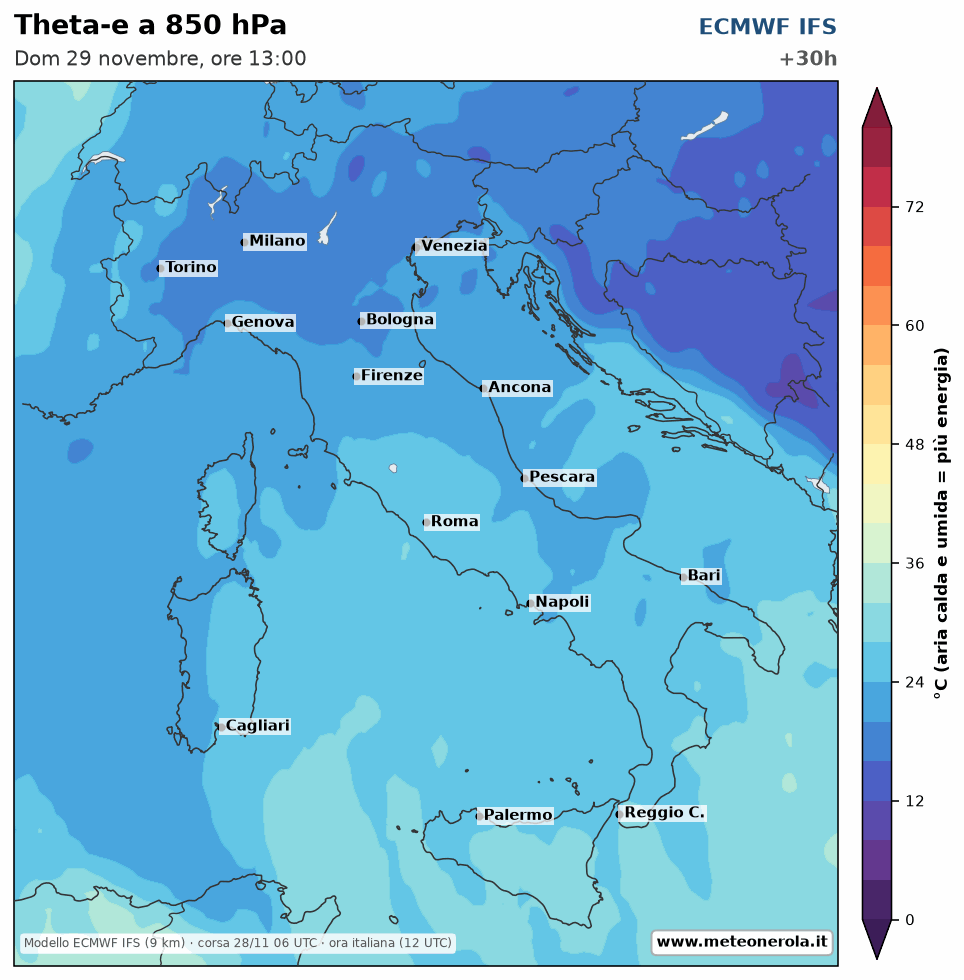 Theta-e a 850 hPa
ECMWF IFS
Dom 29 novembre, ore 13:00
+30h
Milano
Venezia
Torino
Genova
Bologna
Firenze
Ancona
Pescara
Roma
Bari
Napoli
Cagliari
Palermo
Reggio C.
72
60
48
36
24
12
0
°C (aria calda e umida = più energia)
Modello ECMWF IFS (9 km) · corsa 28/11 06 UTC · ora italiana (12 UTC)
www.meteonerola.it